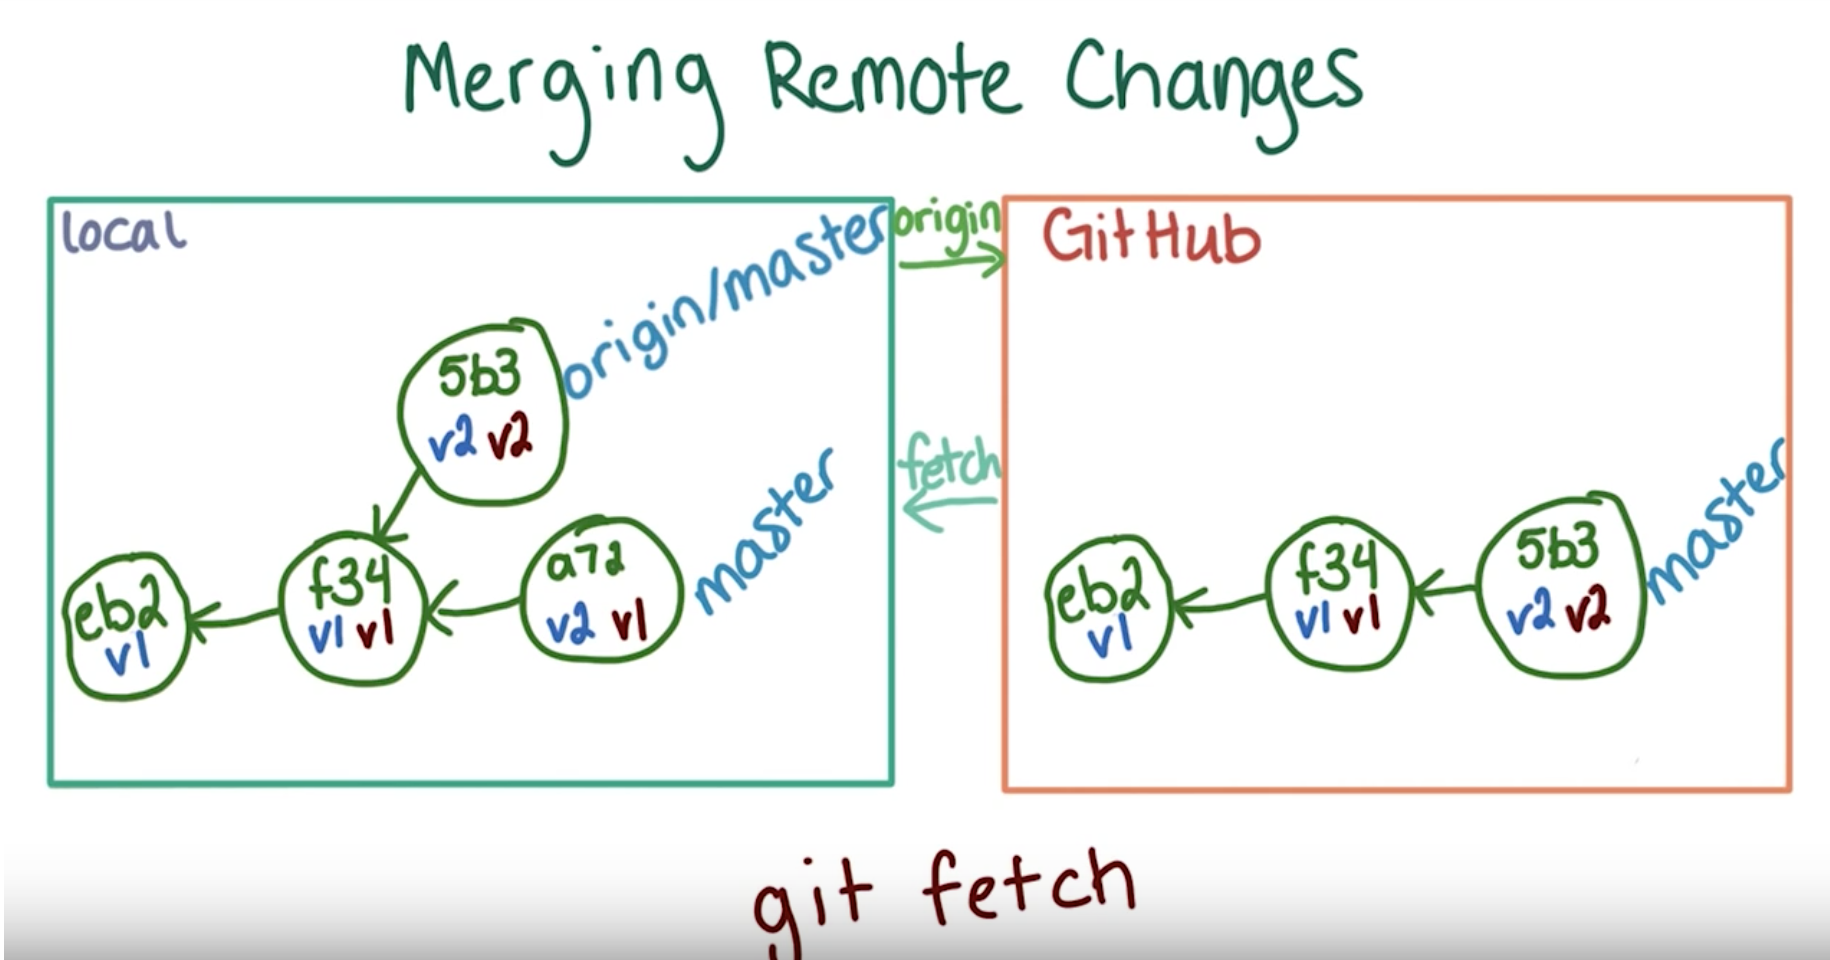 Merging Remote Changes
local
origin
GitHub
origin/master
5b3
v2 v2
fetch
master
eb2
v1
f34
v1 v1
a72
v2 v1
eb2
v1
f34
v1 v1
5b3
v2 v2
master
git fetch